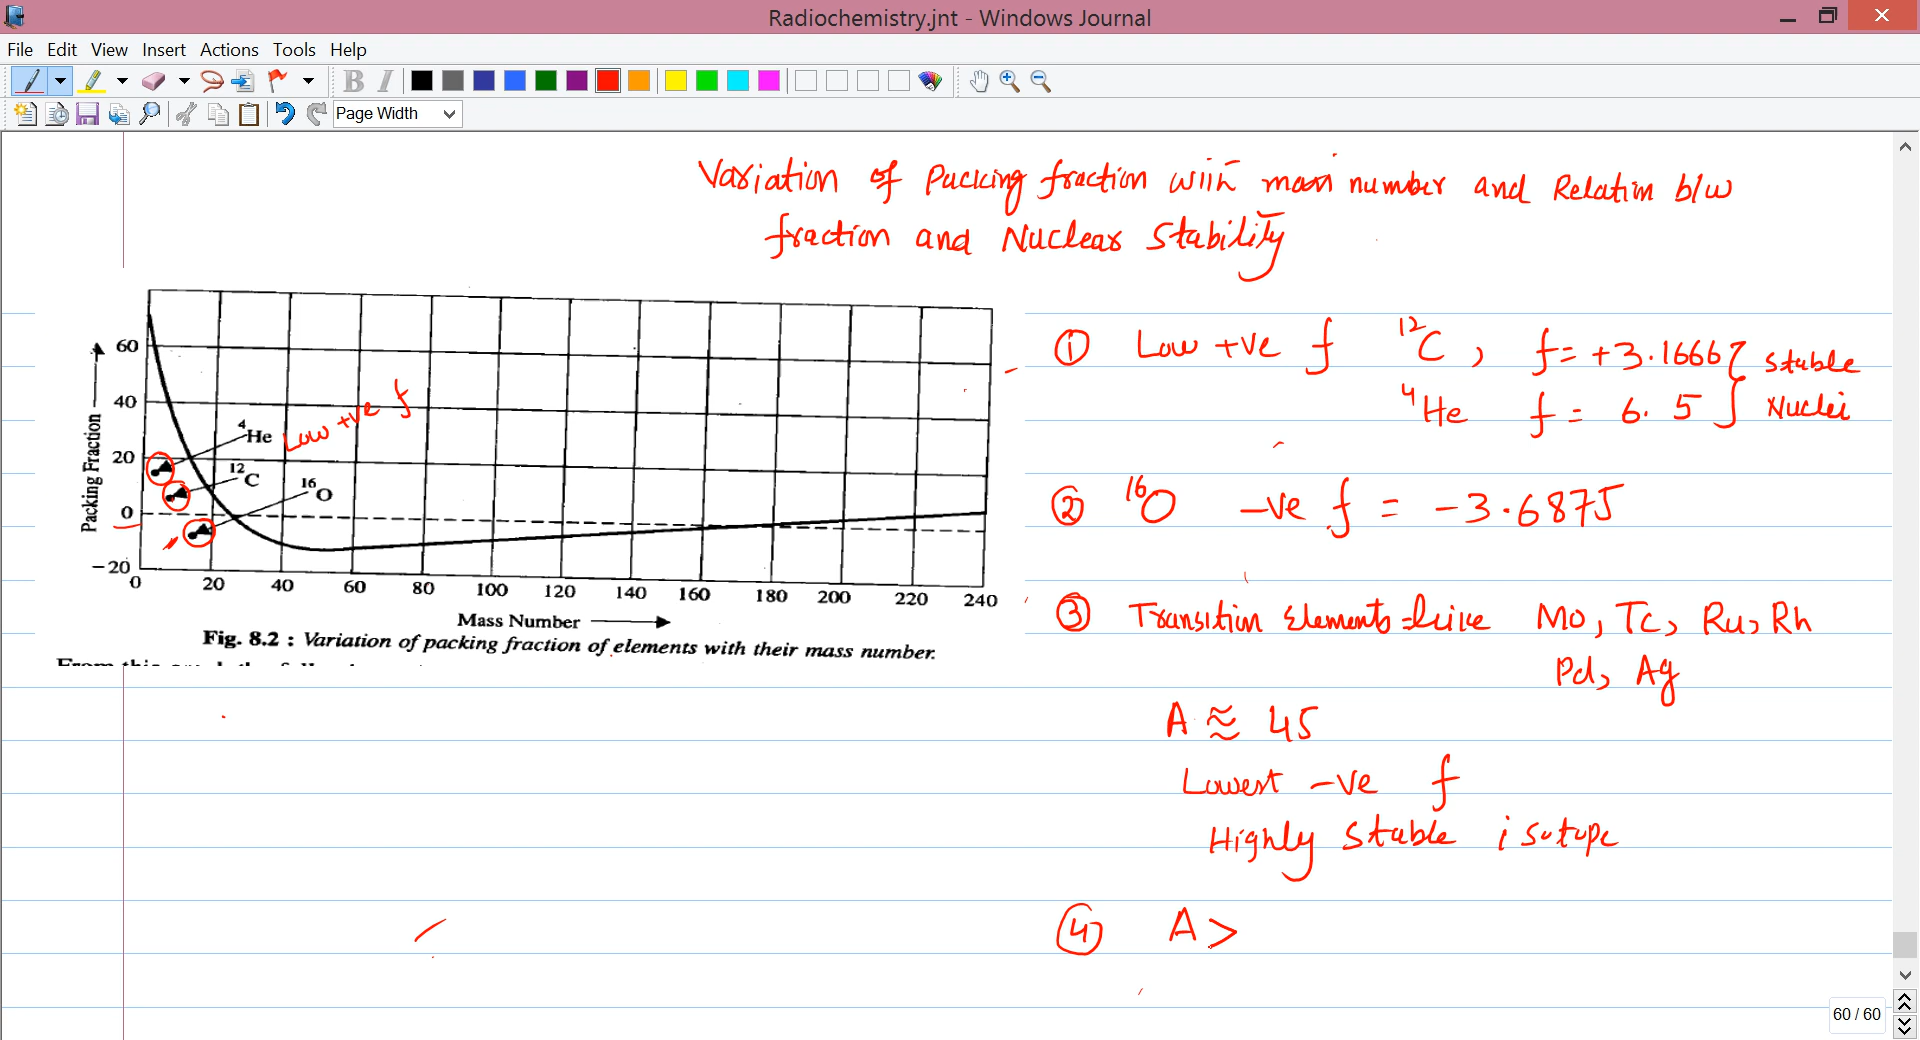 Radiochemistry.jnt - Windows Journal
File Edit View Insert Actions Tools Help
B I
Page Width
Variation of Packing fraction with mass number and Relation b/w
fraction and Nuclear Stability
60
40
20
0
-20
Packing Fraction
4He
12C
16O
Low +ve f
0 20 40 60 80 100 120 140 160 180 200 220 240
Mass Number
Fig. 8.2 : Variation of packing fraction of elements with their mass number.
① Low +ve f 12C, f = +3.1666 } Stable
4He f = 6.5 } Nuclei
② 16O -ve f = -3.6875
③ Transition Elements like Mo, Tc, Ru, Rh
Pd, Ag
A ≈ 45
Lowest -ve f
Highly Stable isotope
④ A >
60 / 60